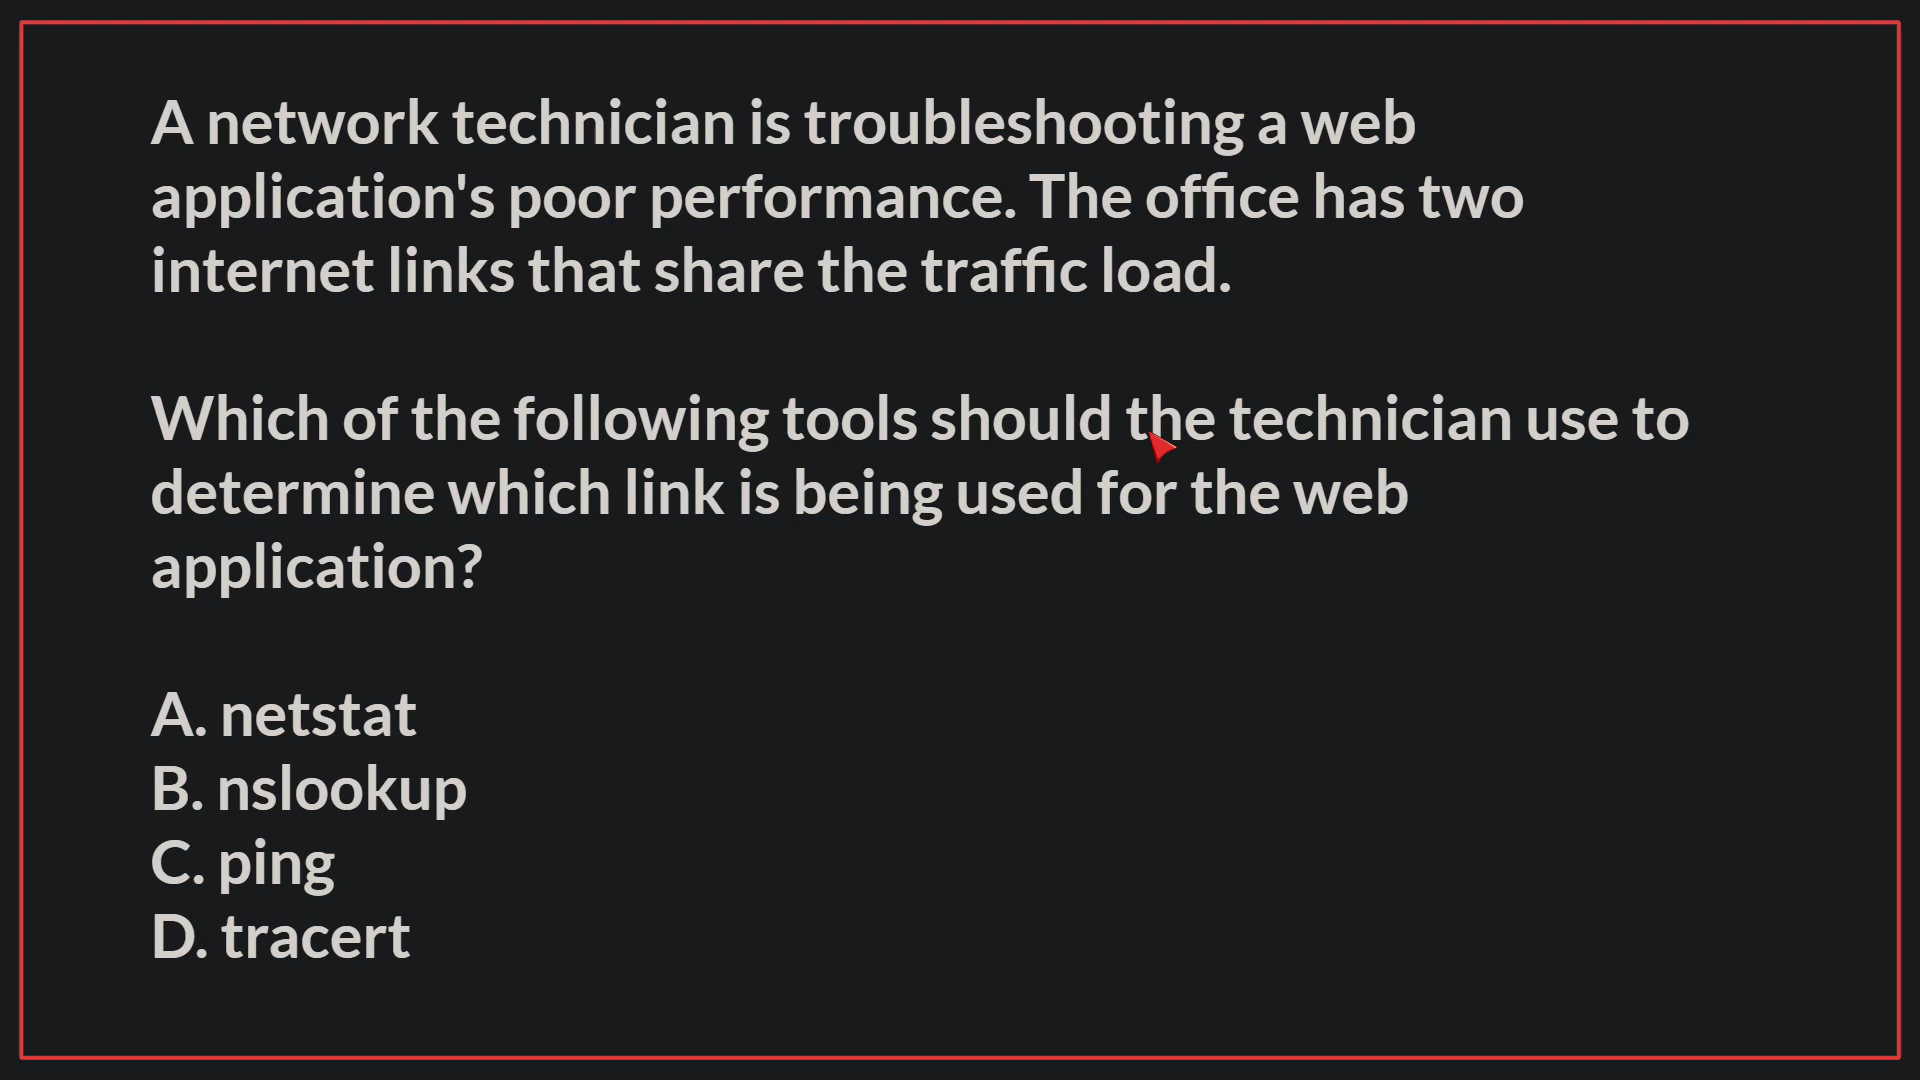 A network technician is troubleshooting a web
application's poor performance. The office has two
internet links that share the traffic load.
Which of the following tools should the technician use to
determine which link is being used for the web
application?
A. netstat
B. nslookup
C. ping
D. tracert